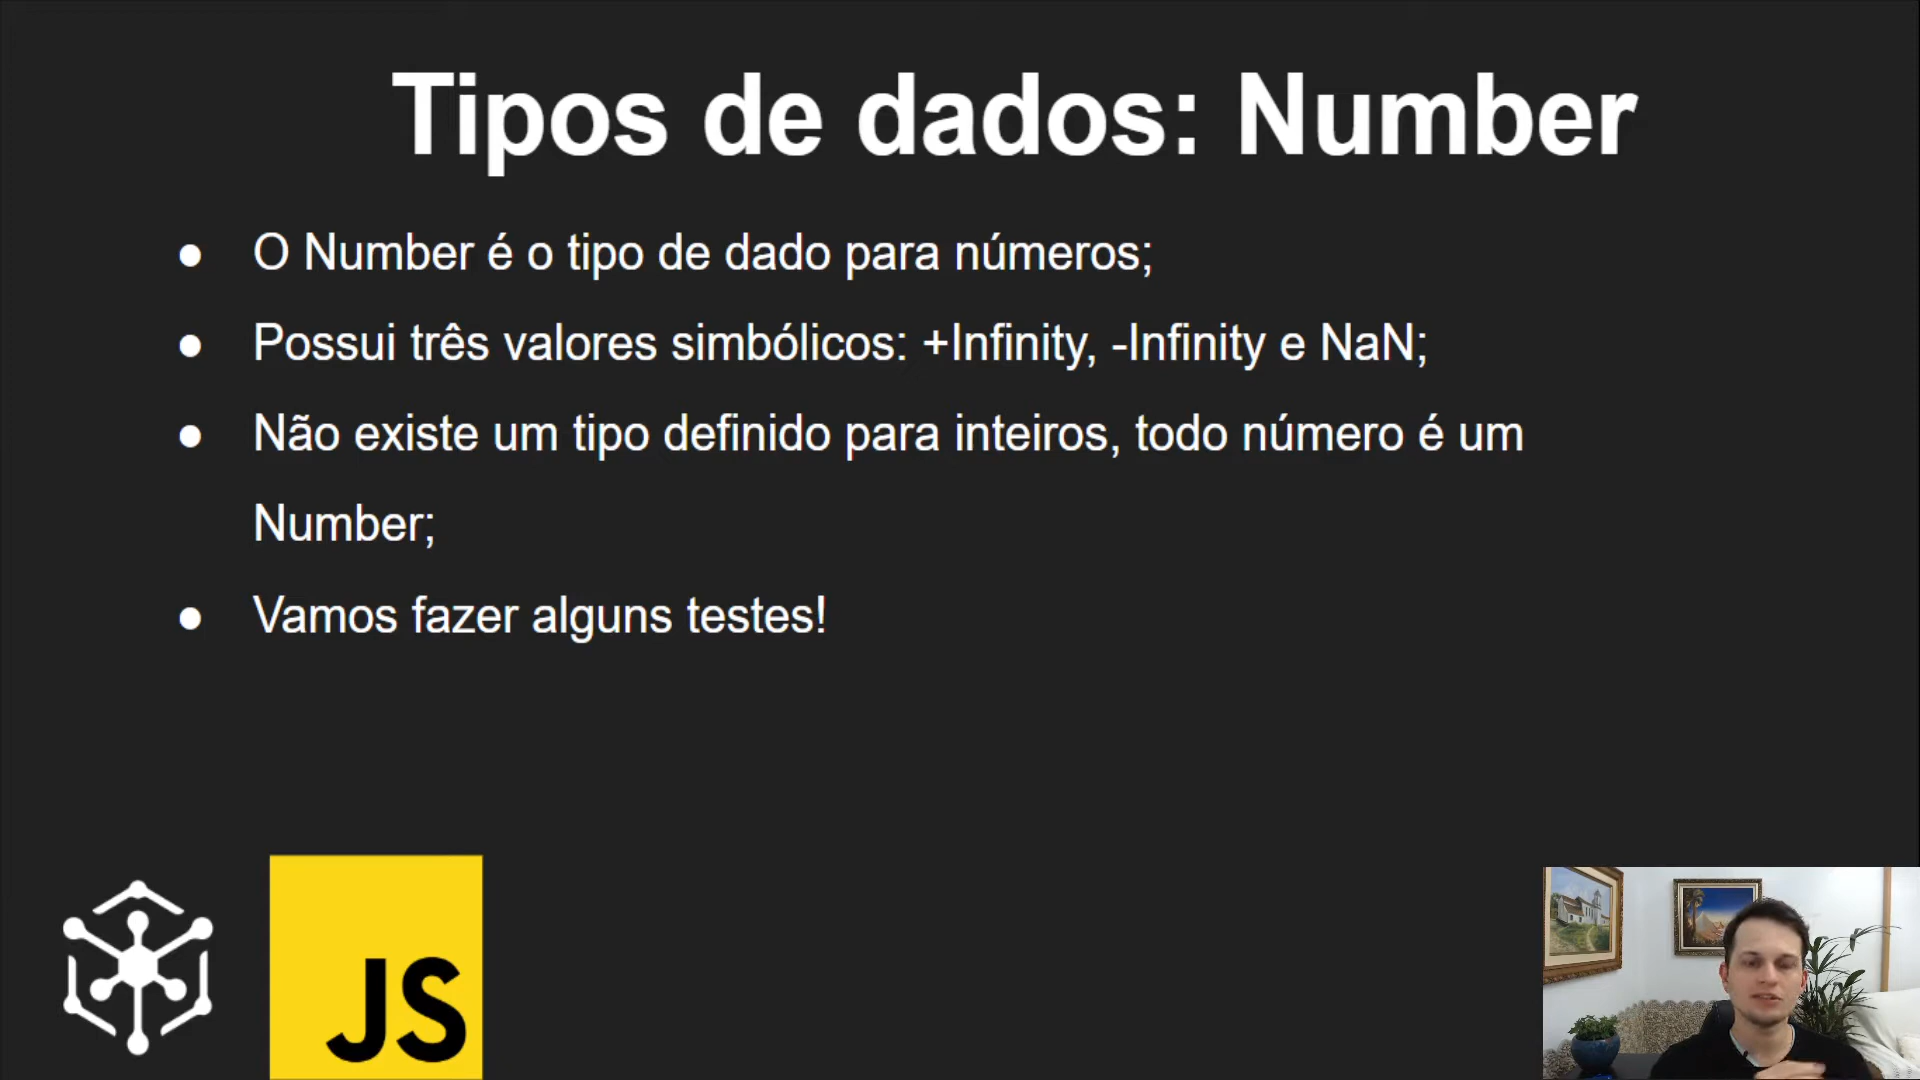 Tipos de dados: Number
● O Number é o tipo de dado para números;
● Possui três valores simbólicos: +Infinity, -Infinity e NaN;
● Não existe um tipo definido para inteiros, todo número é um
Number;
● Vamos fazer alguns testes!
JS